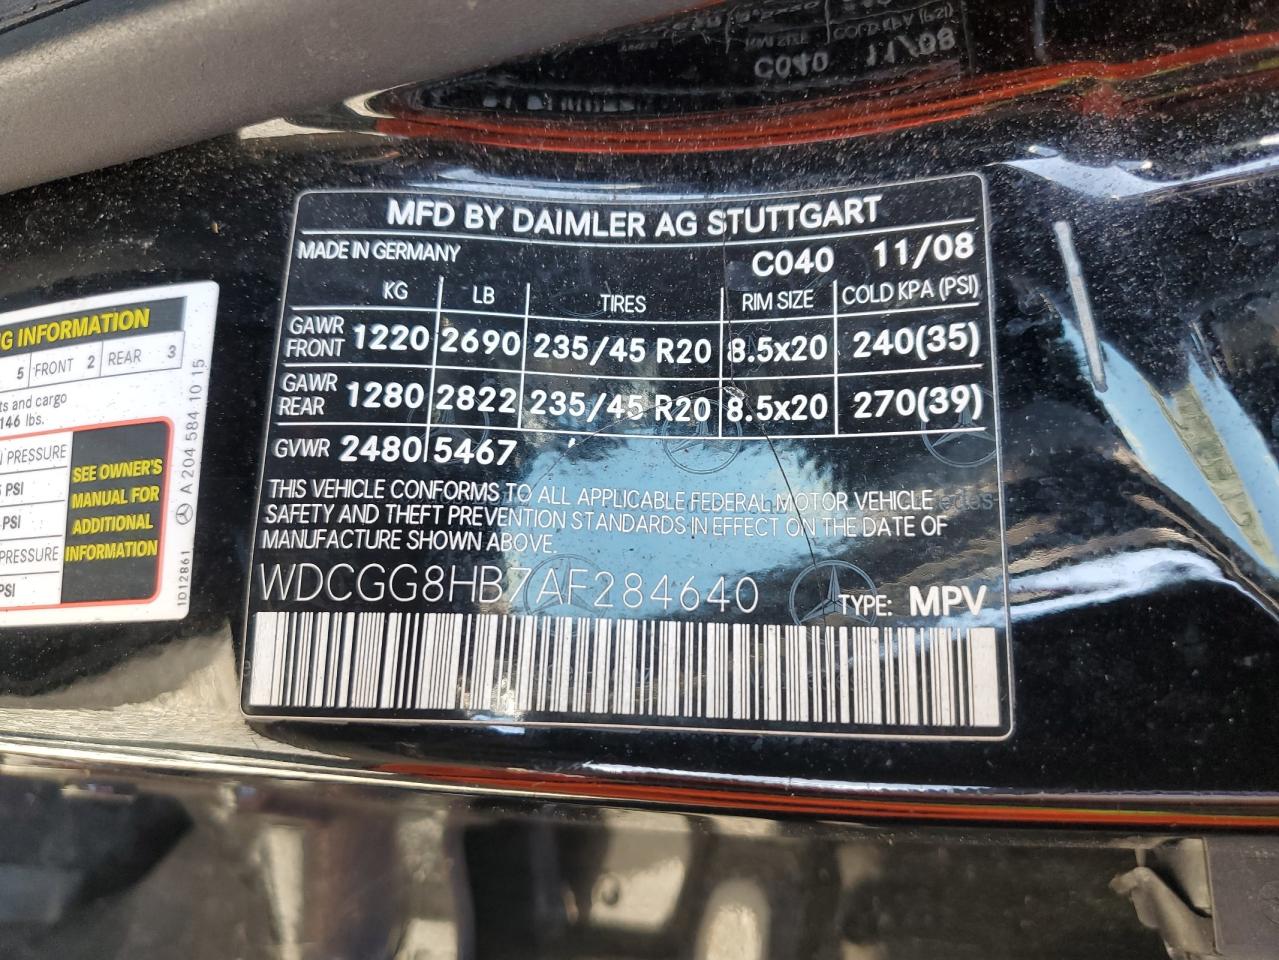 MFD BY DAIMLER AG STUTTGART
MADE IN GERMANY C040 11/08
KG LB TIRES RIM SIZE COLD KPA (PSI)
GAWR FRONT 1220 2690 235/45 R20 8.5x20 240(35)
GAWR REAR 1280 2822 235/45 R20 8.5x20 270(39)
GVWR 2480 5467
THIS VEHICLE CONFORMS TO ALL APPLICABLE FEDERAL MOTOR VEHICLE
SAFETY AND THEFT PREVENTION STANDARDS IN EFFECT ON THE DATE OF
MANUFACTURE SHOWN ABOVE.
WDCGG8HB7AF284640 TYPE: MPV
INFORMATION
5 FRONT 2 REAR 3
and cargo
146 lbs.
PRESSURE
PSI
PSI
PRESSURE
PSI
SEE OWNER'S
MANUAL FOR
ADDITIONAL
INFORMATION
A 204 584 10 15
1D12861
C040 11/08